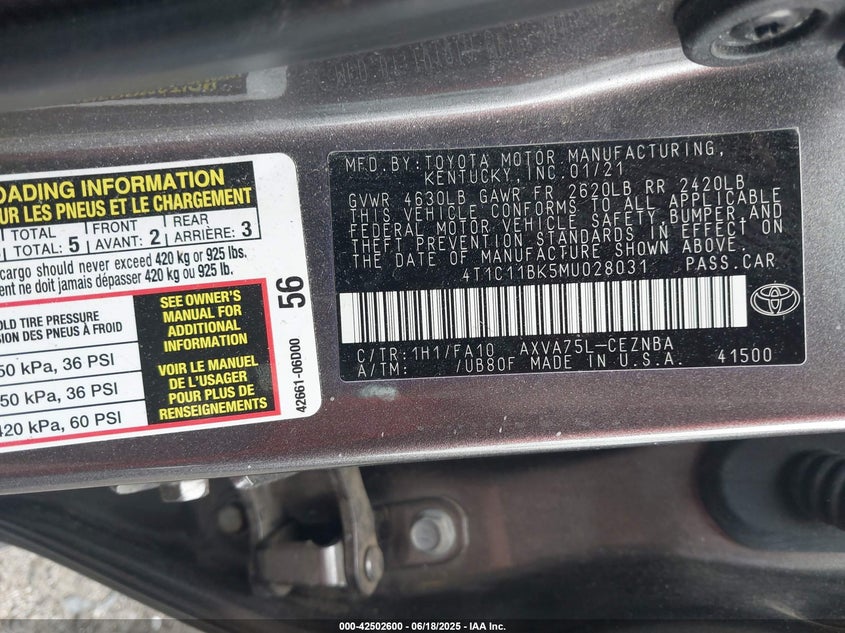 OADING INFORMATION
UR LES PNEUS ET LE CHARGEMENT
TOTAL FRONT REAR
TOTAL: 5 AVANT: 2 ARRIÈRE: 3
cargo should never exceed 420 kg or 925 lbs.
ent ne doit jamais dépasser 420 kg ou 925 lb.
OLD TIRE PRESSURE
SION DES PNEUS À FROID
50 kPa, 36 PSI
50 kPa, 36 PSI
420 kPa, 60 PSI
SEE OWNER'S
MANUAL FOR
ADDITIONAL
INFORMATION
VOIR LE MANUEL
DE L'USAGER
POUR PLUS DE
RENSEIGNEMENTS
56
42661-06D00
MFD.BY:TOYOTA MOTOR MANUFACTURING,
KENTUCKY, INC.01/21
GVWR 4630LB GAWR FR 2620LB RR 2420LB
THIS VEHICLE CONFORMS TO ALL APPLICABLE
FEDERAL MOTOR VEHICLE SAFETY,BUMPER,AND
THEFT PREVENTION STANDARDS IN EFFECT ON
THE DATE OF MANUFACTURE SHOWN ABOVE.
4T1C11BK5MU028031 PASS.CAR
C/TR:1H1/FA10 AXVA75L-CEZNBA
A/TM: /UB80F MADE IN U.S.A. 41500
000-42502600 - 06/18/2025 - IAA Inc.